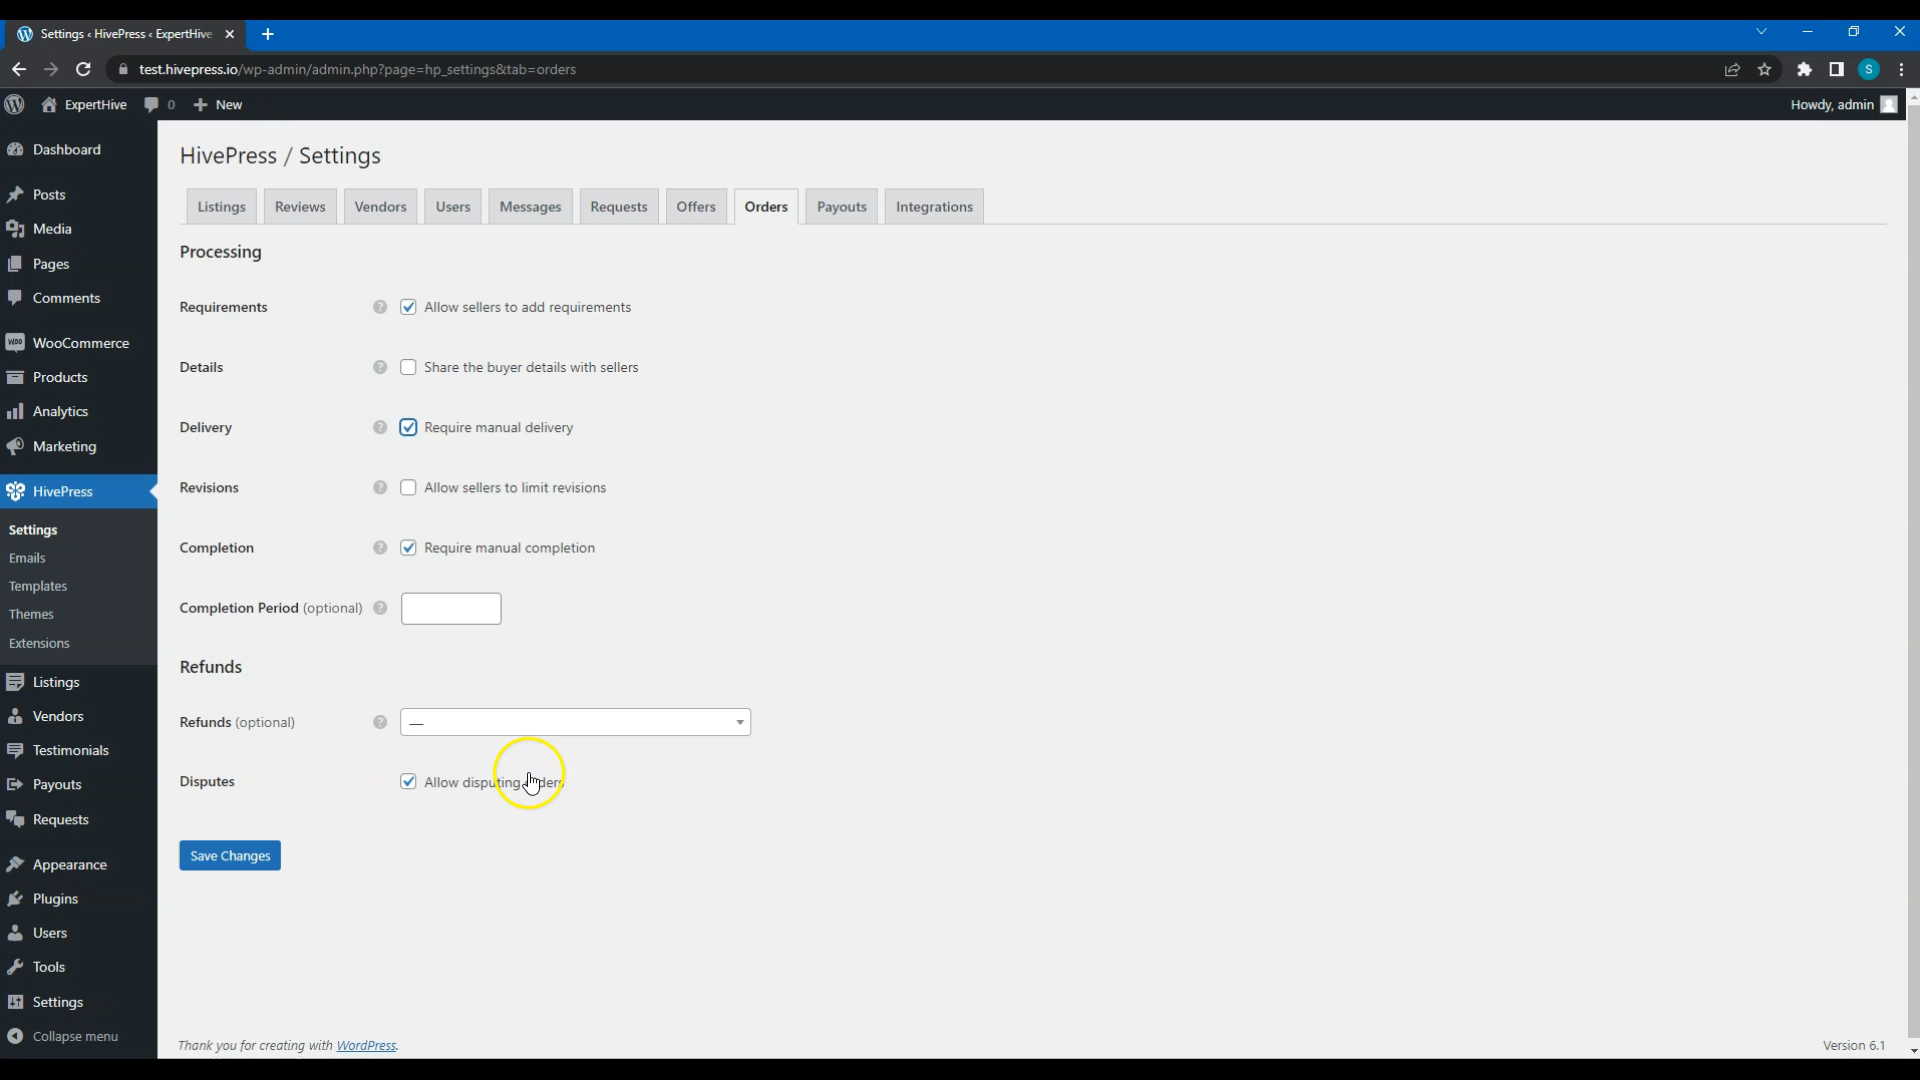 Settings ‹ HivePress ‹ ExpertHive
test.hivepress.io/wp-admin/admin.php?page=hp_settings&tab=orders
S
ExpertHive 0 New
Howdy, admin
Dashboard
Posts
Media
Pages
Comments
WooCommerce
Products
Analytics
Marketing
HivePress
Settings
Emails
Templates
Themes
Extensions
Listings
Vendors
Testimonials
Payouts
Requests
Appearance
Plugins
Users
Tools
Settings
Collapse menu
HivePress / Settings
Listings Reviews Vendors Users Messages Requests Offers Orders Payouts Integrations
Processing
Requirements ? Allow sellers to add requirements
Details ? Share the buyer details with sellers
Delivery ? Require manual delivery
Revisions ? Allow sellers to limit revisions
Completion ? Require manual completion
Completion Period (optional) ?
Refunds
Refunds (optional) ? —
Disputes Allow disputing orders
Save Changes
Thank you for creating with WordPress.
Version 6.1